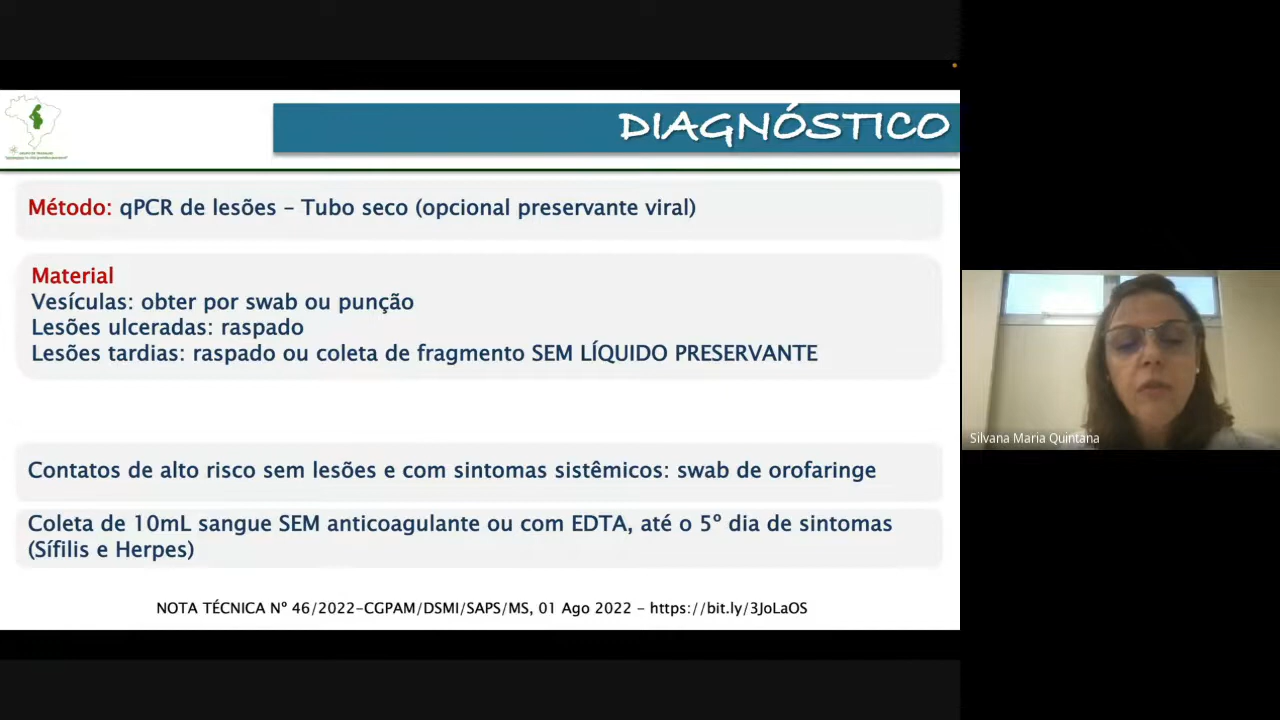 DIAGNÓSTICO
Método: qPCR de lesões – Tubo seco (opcional preservante viral)
Material
Vesículas: obter por swab ou punção
Lesões ulceradas: raspado
Lesões tardias: raspado ou coleta de fragmento SEM LÍQUIDO PRESERVANTE
Contatos de alto risco sem lesões e com sintomas sistêmicos: swab de orofaringe
Coleta de 10mL sangue SEM anticoagulante ou com EDTA, até o 5º dia de sintomas
(Sífilis e Herpes)
NOTA TÉCNICA Nº 46/2022-CGPAM/DSMI/SAPS/MS, 01 Ago 2022 – https://bit.ly/3JoLaOS
Silvana Maria Quintana